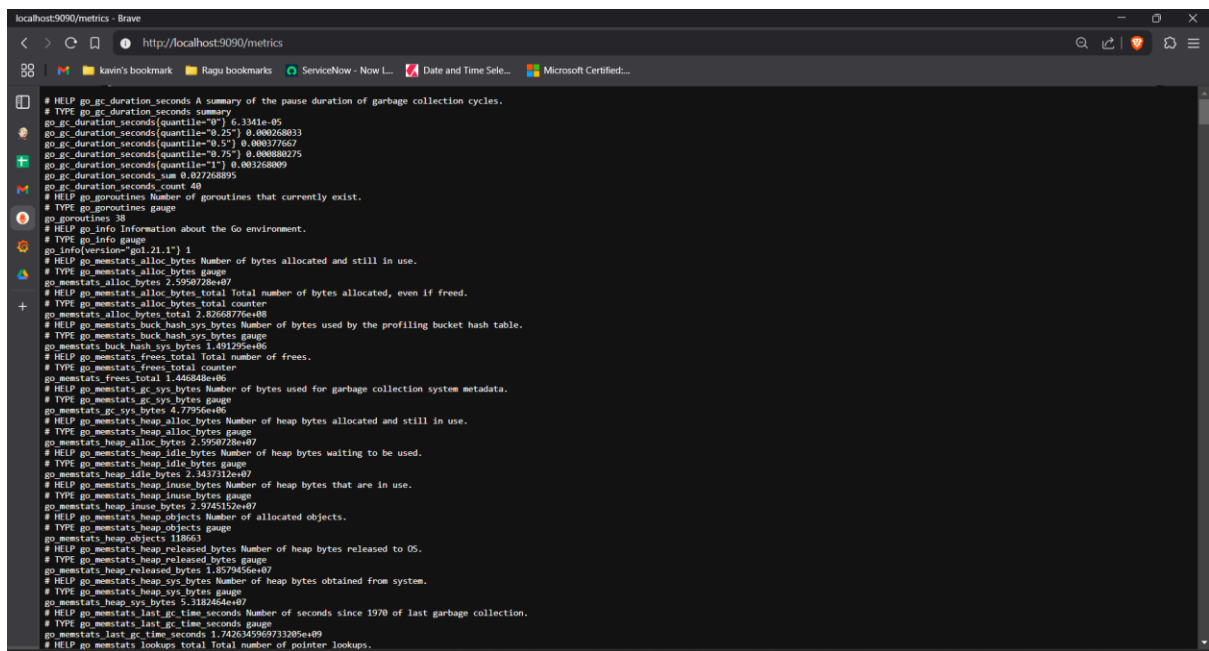 localhost:9090/metrics - Brave
http://localhost:9090/metrics
kavin's bookmark Ragu bookmarks ServiceNow - Now L... Date and Time Sele... Microsoft Certified:...
# HELP go_gc_duration_seconds A summary of the pause duration of garbage collection cycles.
# TYPE go_gc_duration_seconds summary
go_gc_duration_seconds{quantile="0"} 6.3341e-05
go_gc_duration_seconds{quantile="0.25"} 0.000268033
go_gc_duration_seconds{quantile="0.5"} 0.000377667
go_gc_duration_seconds{quantile="0.75"} 0.000880275
go_gc_duration_seconds{quantile="1"} 0.003268009
go_gc_duration_seconds_sum 0.027268895
go_gc_duration_seconds_count 40
# HELP go_goroutines Number of goroutines that currently exist.
# TYPE go_goroutines gauge
go_goroutines 38
# HELP go_info Information about the Go environment.
# TYPE go_info gauge
go_info{version="go1.21.1"} 1
# HELP go_memstats_alloc_bytes Number of bytes allocated and still in use.
# TYPE go_memstats_alloc_bytes gauge
go_memstats_alloc_bytes 2.5950728e+07
# HELP go_memstats_alloc_bytes_total Total number of bytes allocated, even if freed.
# TYPE go_memstats_alloc_bytes_total counter
go_memstats_alloc_bytes_total 2.82668776e+08
# HELP go_memstats_buck_hash_sys_bytes Number of bytes used by the profiling bucket hash table.
# TYPE go_memstats_buck_hash_sys_bytes gauge
go_memstats_buck_hash_sys_bytes 1.491295e+06
# HELP go_memstats_frees_total Total number of frees.
# TYPE go_memstats_frees_total counter
go_memstats_frees_total 1.446848e+06
# HELP go_memstats_gc_sys_bytes Number of bytes used for garbage collection system metadata.
# TYPE go_memstats_gc_sys_bytes gauge
go_memstats_gc_sys_bytes 4.77956e+06
# HELP go_memstats_heap_alloc_bytes Number of heap bytes allocated and still in use.
# TYPE go_memstats_heap_alloc_bytes gauge
go_memstats_heap_alloc_bytes 2.5950728e+07
# HELP go_memstats_heap_idle_bytes Number of heap bytes waiting to be used.
# TYPE go_memstats_heap_idle_bytes gauge
go_memstats_heap_idle_bytes 2.3437312e+07
# HELP go_memstats_heap_inuse_bytes Number of heap bytes that are in use.
# TYPE go_memstats_heap_inuse_bytes gauge
go_memstats_heap_inuse_bytes 2.9745152e+07
# HELP go_memstats_heap_objects Number of allocated objects.
# TYPE go_memstats_heap_objects gauge
go_memstats_heap_objects 118663
# HELP go_memstats_heap_released_bytes Number of heap bytes released to OS.
# TYPE go_memstats_heap_released_bytes gauge
go_memstats_heap_released_bytes 1.8579456e+07
# HELP go_memstats_heap_sys_bytes Number of heap bytes obtained from system.
# TYPE go_memstats_heap_sys_bytes gauge
go_memstats_heap_sys_bytes 5.3182464e+07
# HELP go_memstats_last_gc_time_seconds Number of seconds since 1970 of last garbage collection.
# TYPE go_memstats_last_gc_time_seconds gauge
go_memstats_last_gc_time_seconds 1.7426345969733205e+09
# HELP go_memstats_lookups_total Total number of pointer lookups.